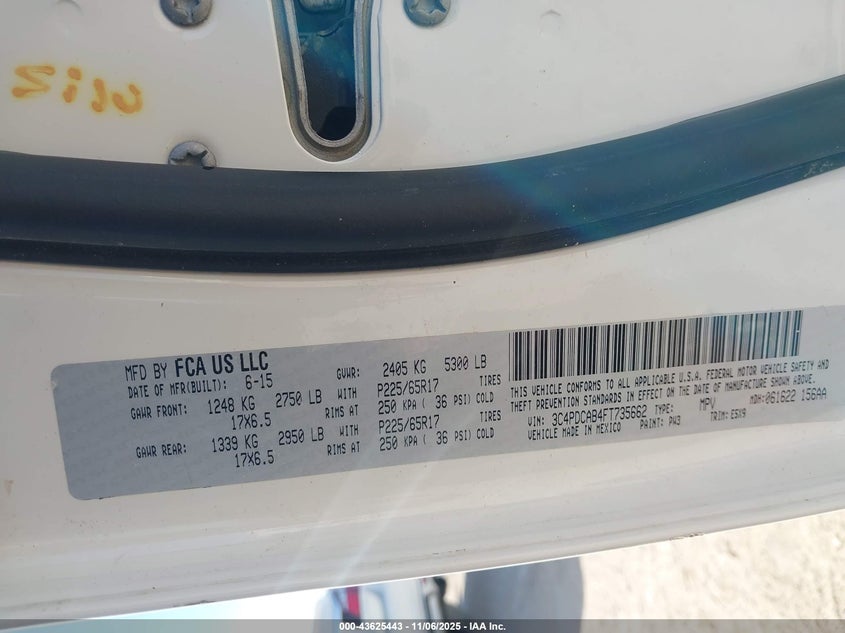 MFD BY FCA US LLC
DATE OF MFR(BUILT): 6-15
GVWR: 2405 KG 5300 LB
GAWR FRONT: 1248 KG 2750 LB WITH P225/65R17 TIRES
17X6.5 RIMS AT 250 KPA ( 36 PSI) COLD
GAWR REAR: 1339 KG 2950 LB WITH P225/65R17 TIRES
17X6.5 RIMS AT 250 KPA ( 36 PSI) COLD
THIS VEHICLE CONFORMS TO ALL APPLICABLE U.S.A. FEDERAL MOTOR VEHICLE SAFETY AND
THEFT PREVENTION STANDARDS IN EFFECT ON THE DATE OF MANUFACTURE SHOWN ABOVE.
VIN: 3C4PDCAB4FT735662 TYPE: MPV MDH: 061622 156AA
VEHICLE MADE IN MEXICO PAINT: PW3 TRIM: E5X9
000-43625443 - 11/06/2025 - IAA Inc.